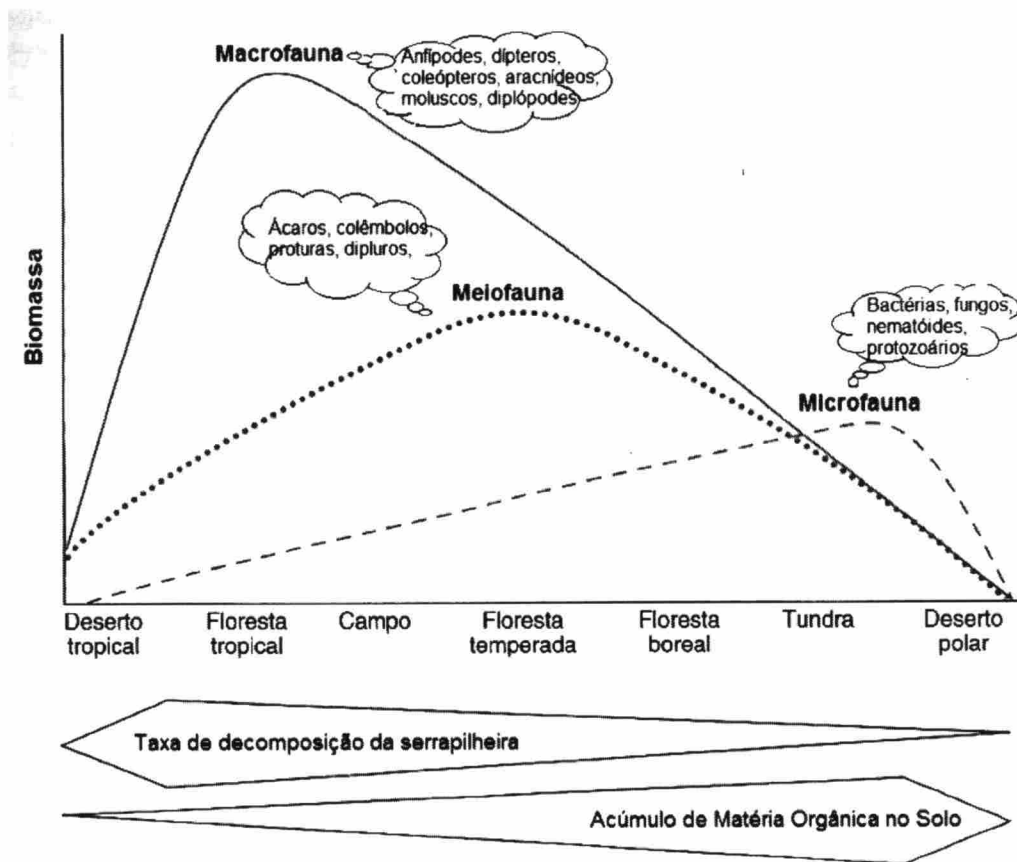 Macrofauna
Anfípodes, dípteros,
coleópteros, aracnídeos,
moluscos, diplópodes
Ácaros, colêmbolos,
proturas, dipluros,
Meiofauna
Bactérias, fungos,
nematóides,
protozoários
Microfauna
Biomassa
Deserto
tropical
Floresta
tropical
Campo
Floresta
temperada
Floresta
boreal
Tundra
Deserto
polar
Taxa de decomposição da serrapilheira
Acúmulo de Matéria Orgânica no Solo